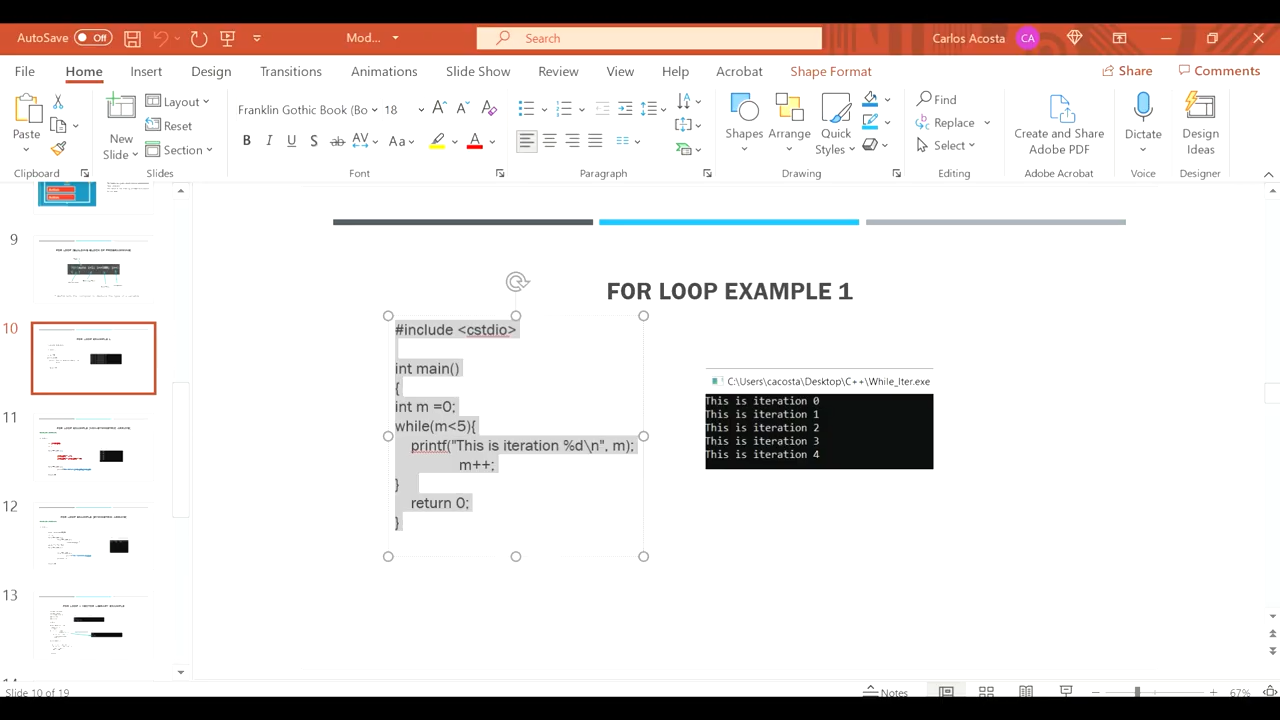 AutoSave Off Mod... Search Carlos Acosta CA
File Home Insert Design Transitions Animations Slide Show Review View Help Acrobat Shape Format Share Comments
Paste
Clipboard
New Slide
Layout
Reset
Section
Slides
Franklin Gothic Book (Bo 18
B I U S ab AV Aa A
Font
Paragraph
Shapes
Arrange
Quick Styles
Drawing
Find
Replace
Select
Editing
Create and Share Adobe PDF
Adobe Acrobat
Dictate
Voice
Design Ideas
Designer
9
10
11
12
13
FOR LOOP EXAMPLE 1
#include <cstdio>
int main()
{
int m =0;
while(m<5){
printf("This is iteration %d\n", m);
m++;
}
return 0;
}
C:\Users\cacosta\Desktop\C++\While_Iter.exe
This is iteration 0
This is iteration 1
This is iteration 2
This is iteration 3
This is iteration 4
Slide 10 of 19 Notes 67%